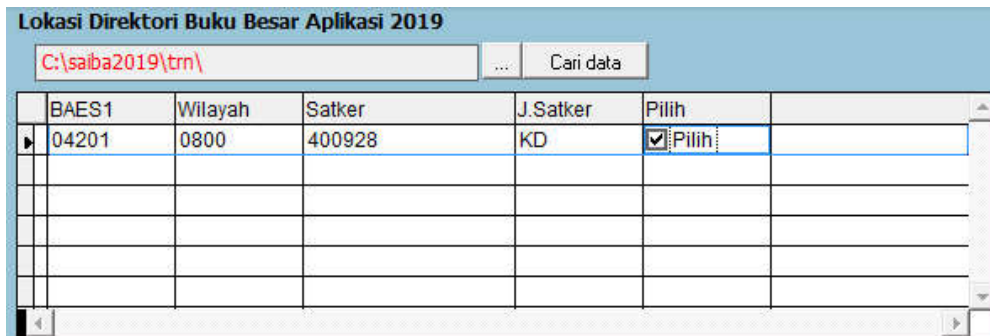 Lokasi Direktori Buku Besar Aplikasi 2019
C:\saiba2019\trn\ ... Cari data
BAES1 Wilayah Satker J.Satker Pilih
04201 0800 400928 KD Pilih